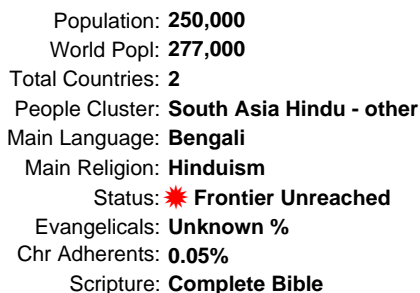 Population: 250,000
World Popl: 277,000
Total Countries: 2
People Cluster: South Asia Hindu - other
Main Language: Bengali
Main Religion: Hinduism
Status: Frontier Unreached
Evangelicals: Unknown %
Chr Adherents: 0.05%
Scripture: Complete Bible